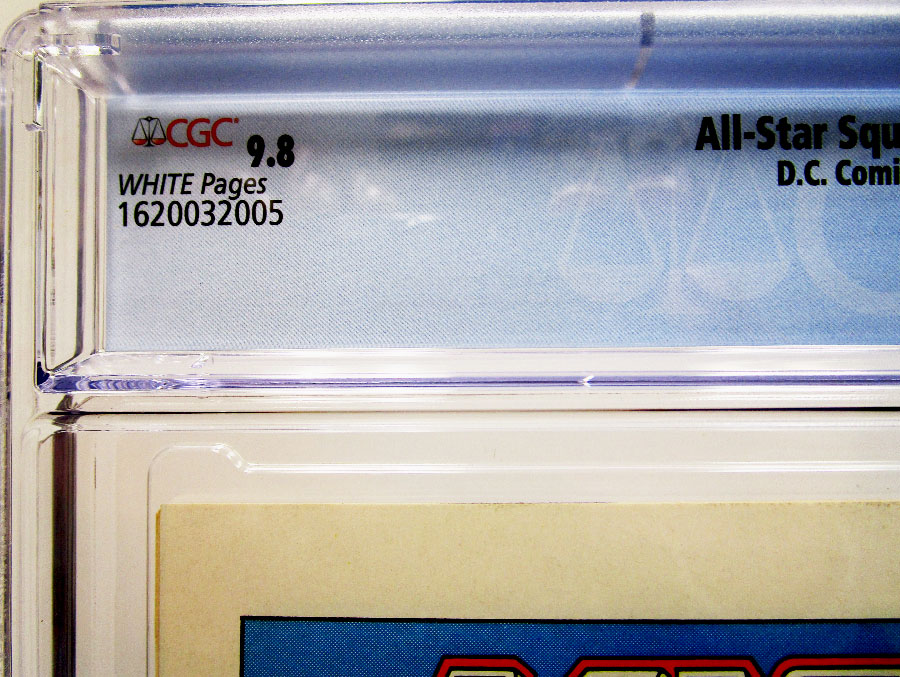 CGC 9.8
WHITE Pages
1620032005
All-Star Squ
D.C. Comi